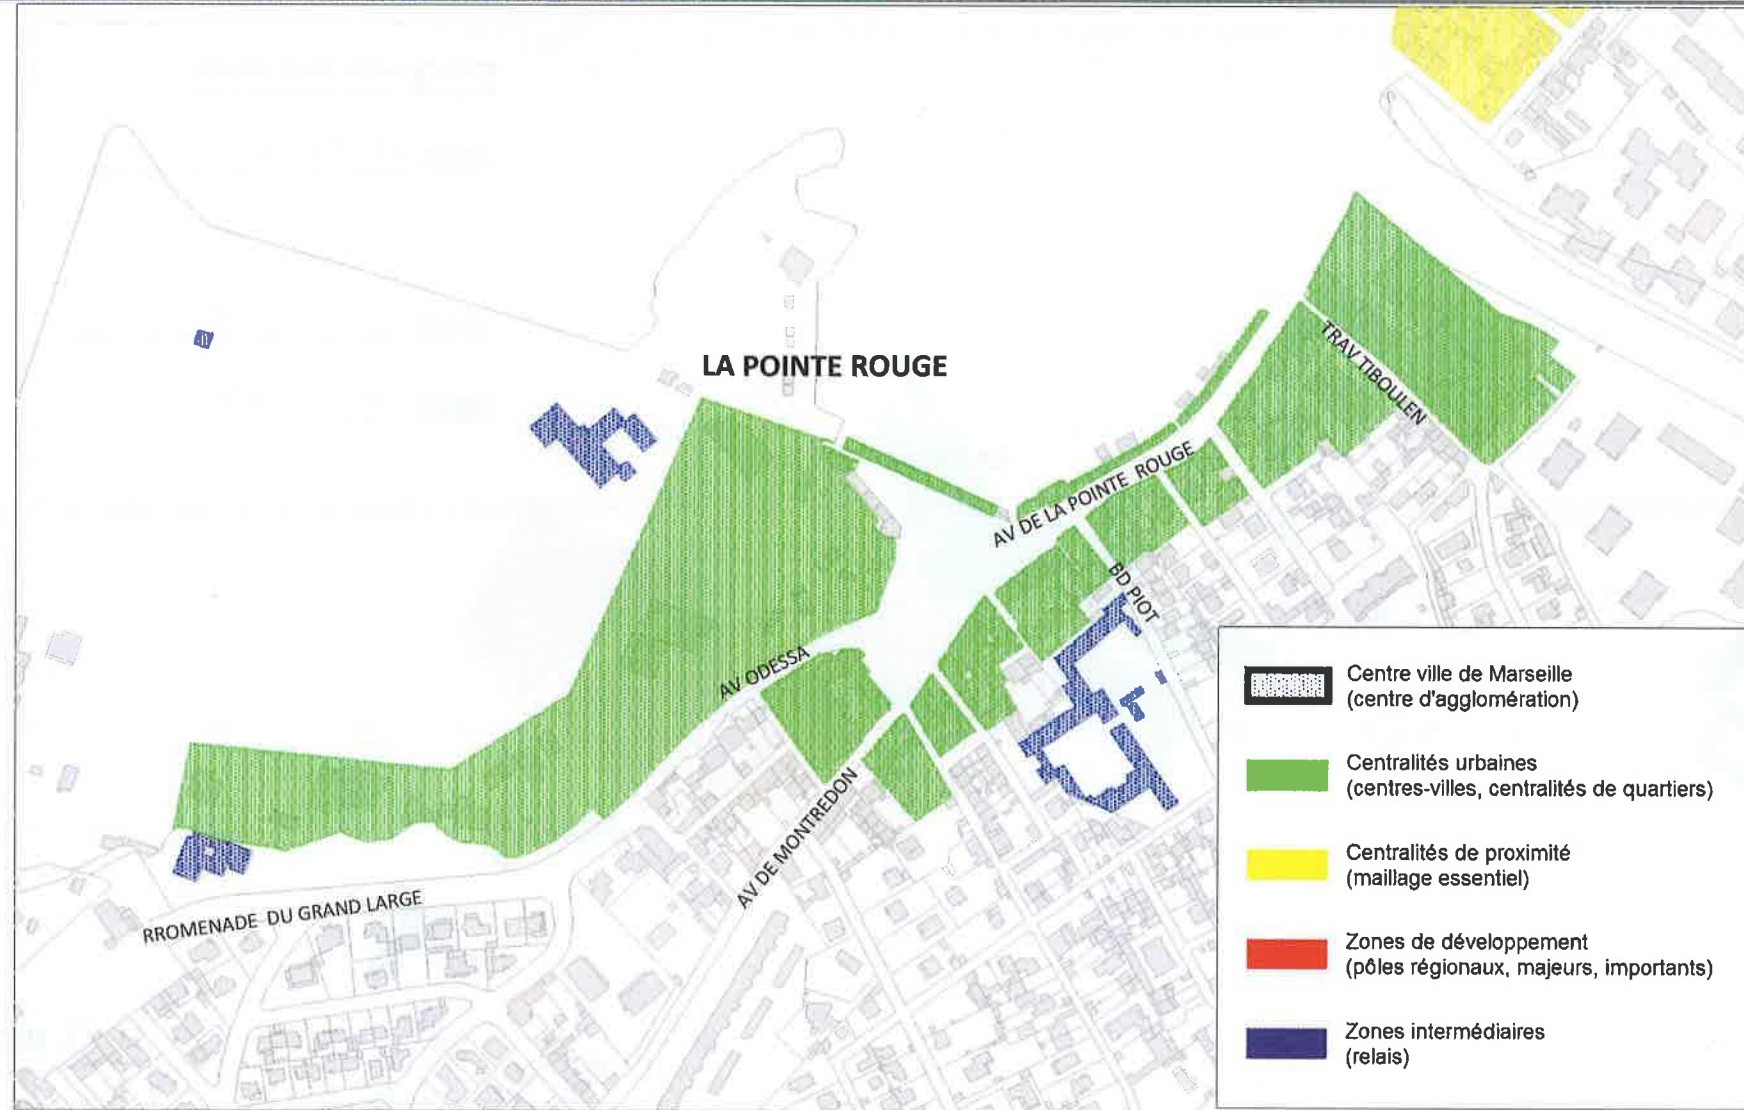 LA POINTE ROUGE
TRAV TIBOULEN
AV DE LA POINTE ROUGE
BD PIOT
AV ODESSA
AV DE MONTREDON
RROMENADE DU GRAND LARGE
Centre ville de Marseille
(centre d'agglomération)
Centralités urbaines
(centres-villes, centralités de quartiers)
Centralités de proximité
(maillage essentiel)
Zones de développement
(pôles régionaux, majeurs, importants)
Zones intermédiaires
(relais)